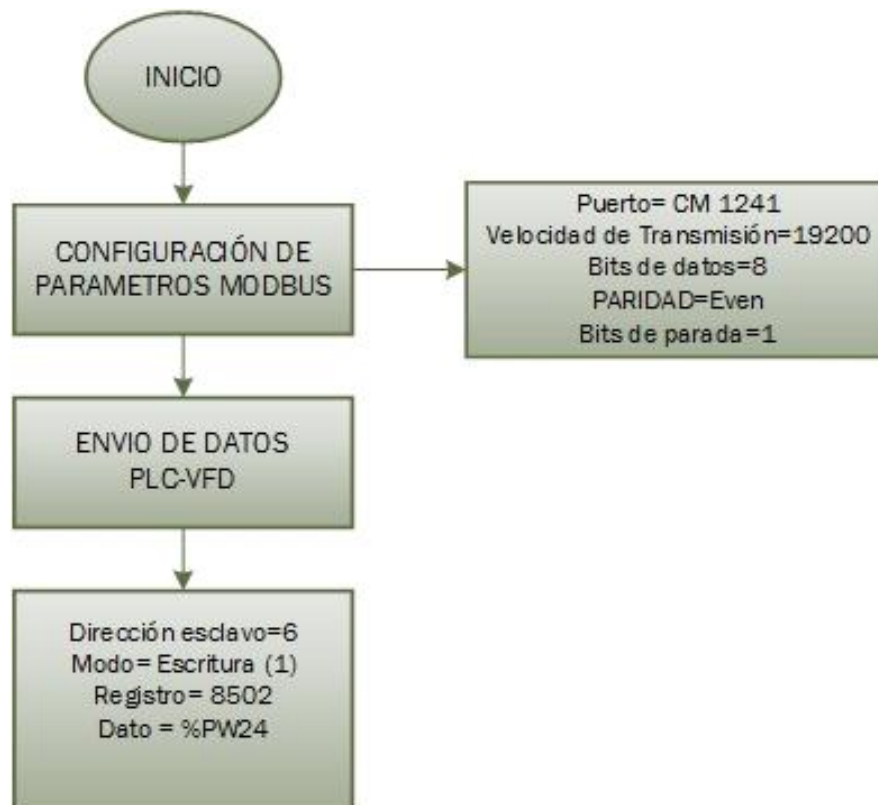 INICIO
CONFIGURACIÓN DE
PARAMETROS MODBUS
Puerto= CM 1241
Velocidad de Transmisión=19200
Bits de datos=8
PARIDAD=Even
Bits de parada=1
ENVIO DE DATOS
PLC-VFD
Dirección esclavo=6
Modo= Escritura (1)
Registro= 8502
Dato = %PW24